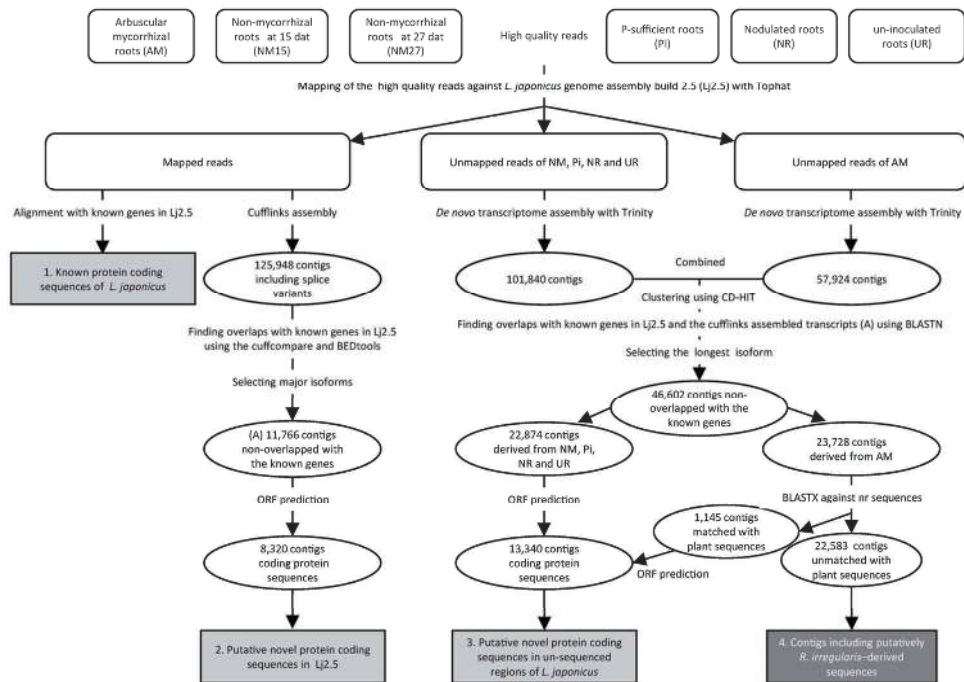 Arbuscular
mycorrhizal
roots (AM)
Non-mycorrhizal
roots at 15 dat
(NM15)
Non-mycorrhizal
roots at 27 dat
(NM27)
High quality reads
P-sufficient roots
(Pi)
Nodulated roots
(NR)
un-inoculated
roots (UR)
Mapping of the high quality reads against L. japonicus genome assembly build 2.5 (Lj2.5) with Tophat
Mapped reads
Unmapped reads of NM, Pi, NR and UR
Unmapped reads of AM
Alignment with known genes in Lj2.5
Cufflinks assembly
De novo transcriptome assembly with Trinity
De novo transcriptome assembly with Trinity
1. Known protein coding
sequences of L. japonicus
125,948 contigs
including splice
variants
101,840 contigs
Combined
57,924 contigs
Clustering using CD-HIT
Finding overlaps with known genes in Lj2.5
using the cuffcompare and BEDtools
Finding overlaps with known genes in Lj2.5 and the cufflinks assembled transcripts (A) using BLASTN
Selecting the longest isoform
Selecting major isoforms
46,602 contigs non-
overlapped with the
known genes
(A) 11,766 contigs
non-overlapped with
the known genes
22,874 contigs
derived from NM, Pi,
NR and UR
23,728 contigs
derived from AM
ORF prediction
ORF prediction
BLASTX against nr sequences
1,145 contigs
matched with
plant sequences
8,320 contigs
coding protein
sequences
13,340 contigs
coding protein
sequences
ORF prediction
22,583 contigs
unmatched with
plant sequences
2. Putative novel protein coding
sequences in Lj2.5
3. Putative novel protein coding
sequences in un-sequenced
regions of L. japonicus
4. Contigs including putatively
R. irregularis–derived
sequences